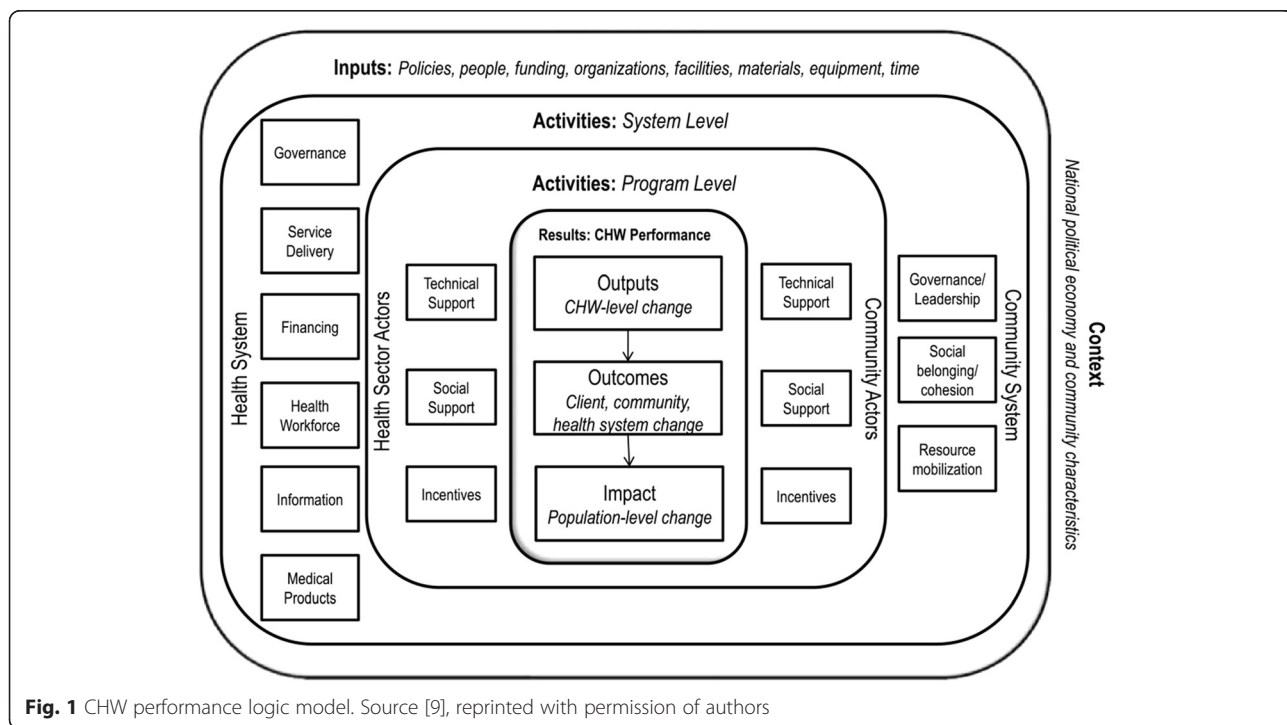 Inputs: Policies, people, funding, organizations, facilities, materials, equipment, time
Activities: System Level
Activities: Program Level
Results: CHW Performance
Health System
Governance
Service
Delivery
Financing
Health
Workforce
Information
Medical
Products
Health Sector Actors
Technical
Support
Social
Support
Incentives
Outputs
CHW-level change
Outcomes
Client, community,
health system change
Impact
Population-level change
Technical
Support
Social
Support
Incentives
Community Actors
Governance/
Leadership
Social
belonging/
cohesion
Resource
mobilization
Community System
Context
National political economy and community characteristics
Fig. 1 CHW performance logic model. Source [9], reprinted with permission of authors